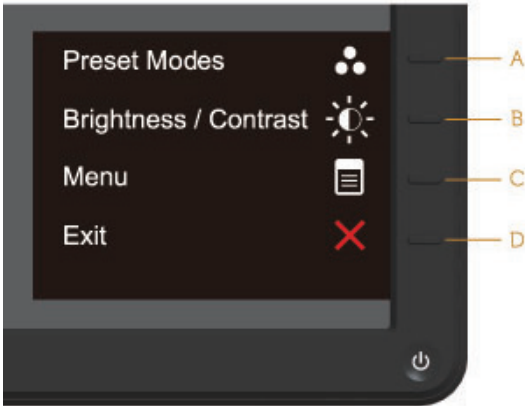 Preset Modes
A
Brightness / Contrast
B
Menu
C
Exit
D